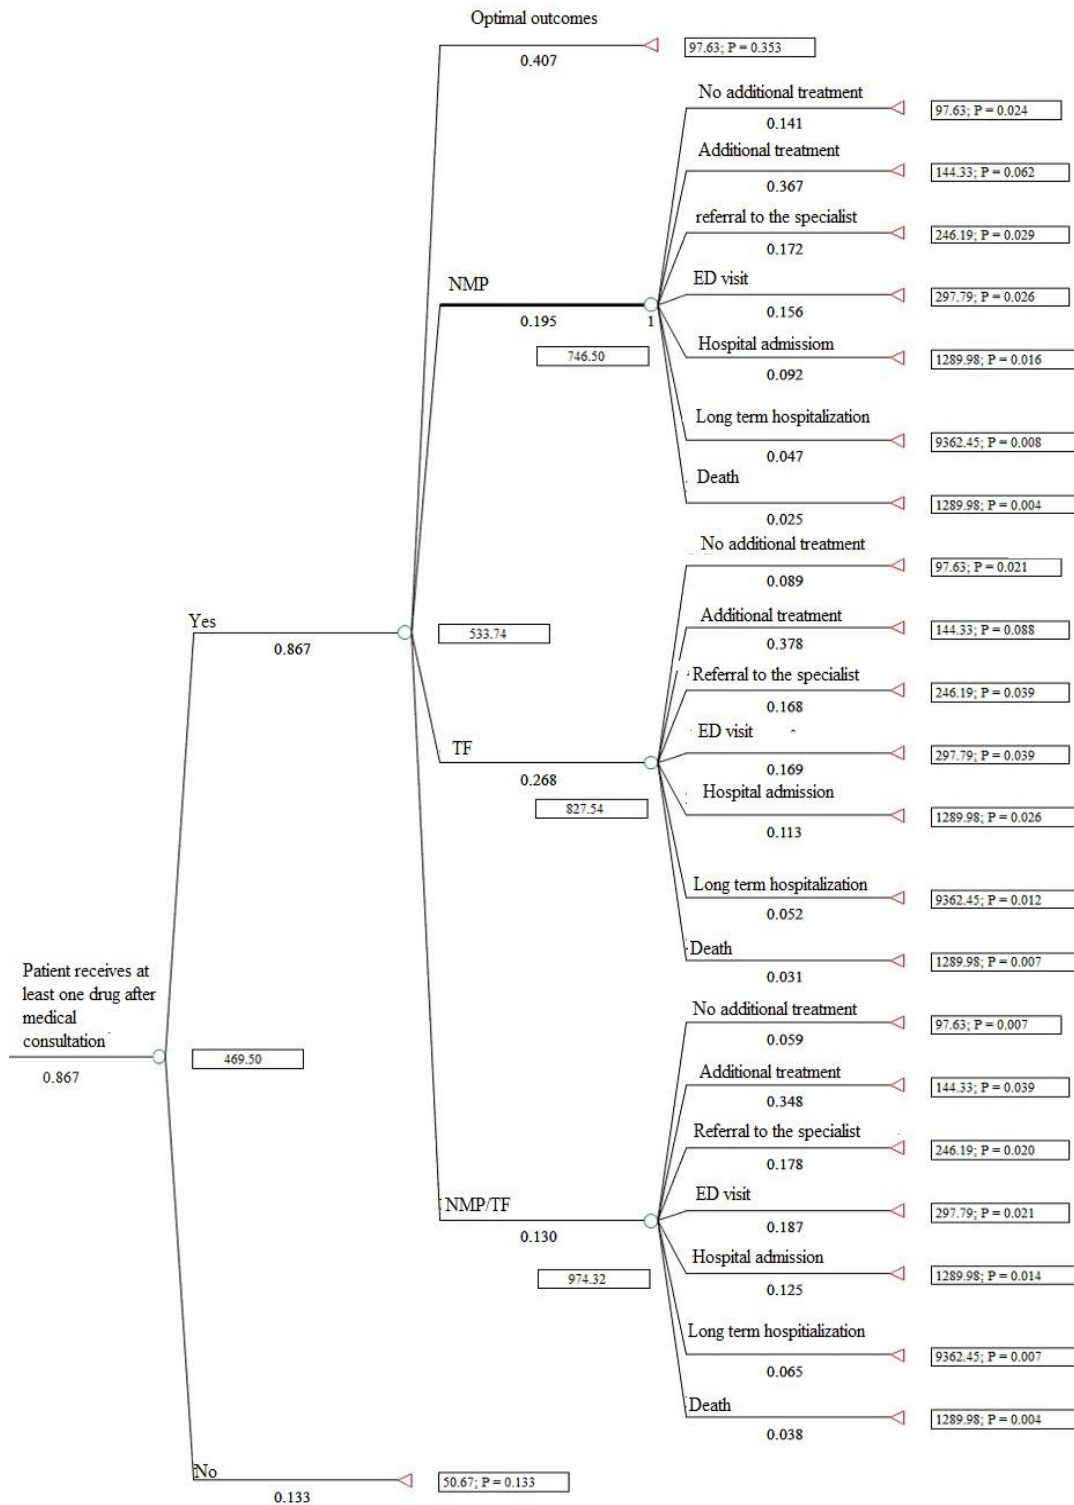 Optimal outcomes
0.407
97.63; P = 0.353
No additional treatment
0.141
97.63; P = 0.024
Additional treatment
0.367
144.33; P = 0.062
referral to the specialist
0.172
246.19; P = 0.029
NMP
0.195
1
746.50
ED visit
0.156
297.79; P = 0.026
Hospital admissiom
0.092
1289.98; P = 0.016
Long term hospitalization
0.047
9362.45; P = 0.008
Death
0.025
1289.98; P = 0.004
No additional treatment
0.089
97.63; P = 0.021
Yes
0.867
533.74
Additional treatment
0.378
144.33; P = 0.088
Referral to the specialist
0.168
246.19; P = 0.039
TF
0.268
827.54
ED visit
0.169
297.79; P = 0.039
Hospital admission
0.113
1289.98; P = 0.026
Long term hospitalization
0.052
9362.45; P = 0.012
Death
0.031
1289.98; P = 0.007
Patient receives at
least one drug after
medical
consultation
0.867
469.50
No additional treatment
0.059
97.63; P = 0.007
Additional treatment
0.348
144.33; P = 0.039
Referral to the specialist
0.178
246.19; P = 0.020
NMP/TF
0.130
974.32
ED visit
0.187
297.79; P = 0.021
Hospital admission
0.125
1289.98; P = 0.014
Long term hospitialization
0.065
9362.45; P = 0.007
Death
0.038
1289.98; P = 0.004
No
0.133
50.67; P = 0.133